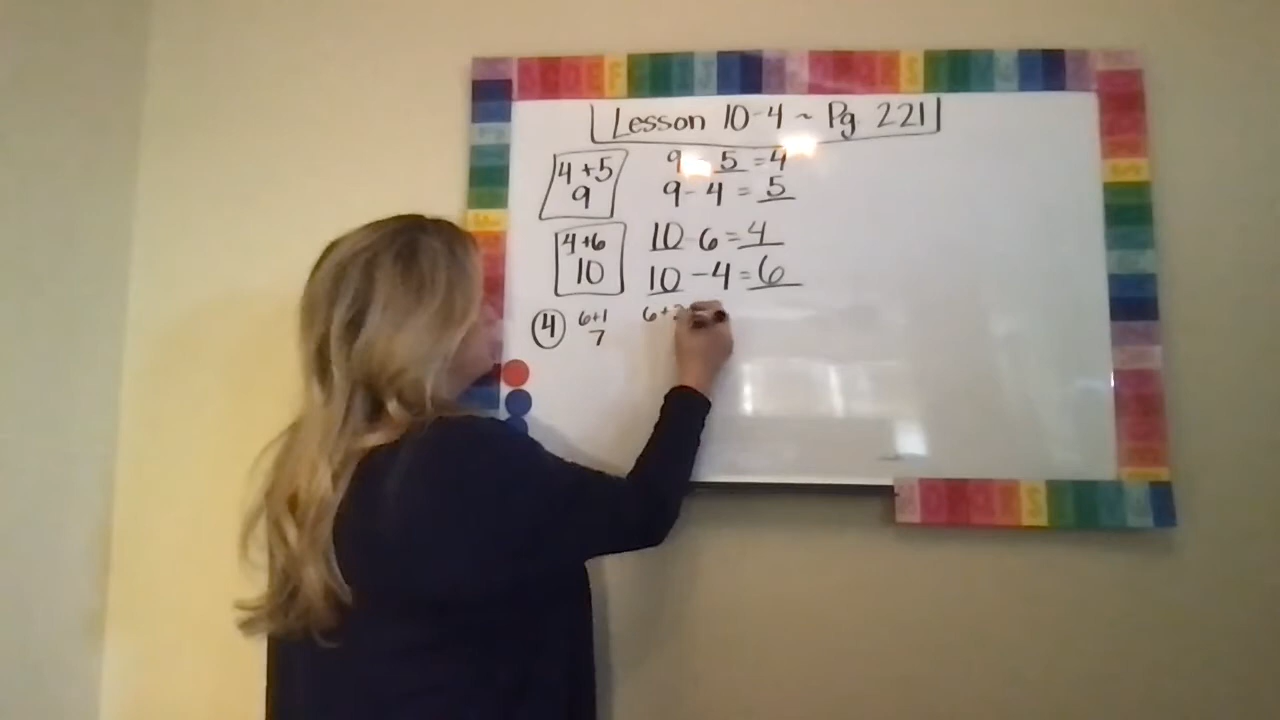 Lesson 10-4 ~ Pg 221
4+5
9
9 - 5 = 4
9 - 4 = 5
4+6
10
10 6 = 4
10 - 4 = 6
4
6+1
7
6+